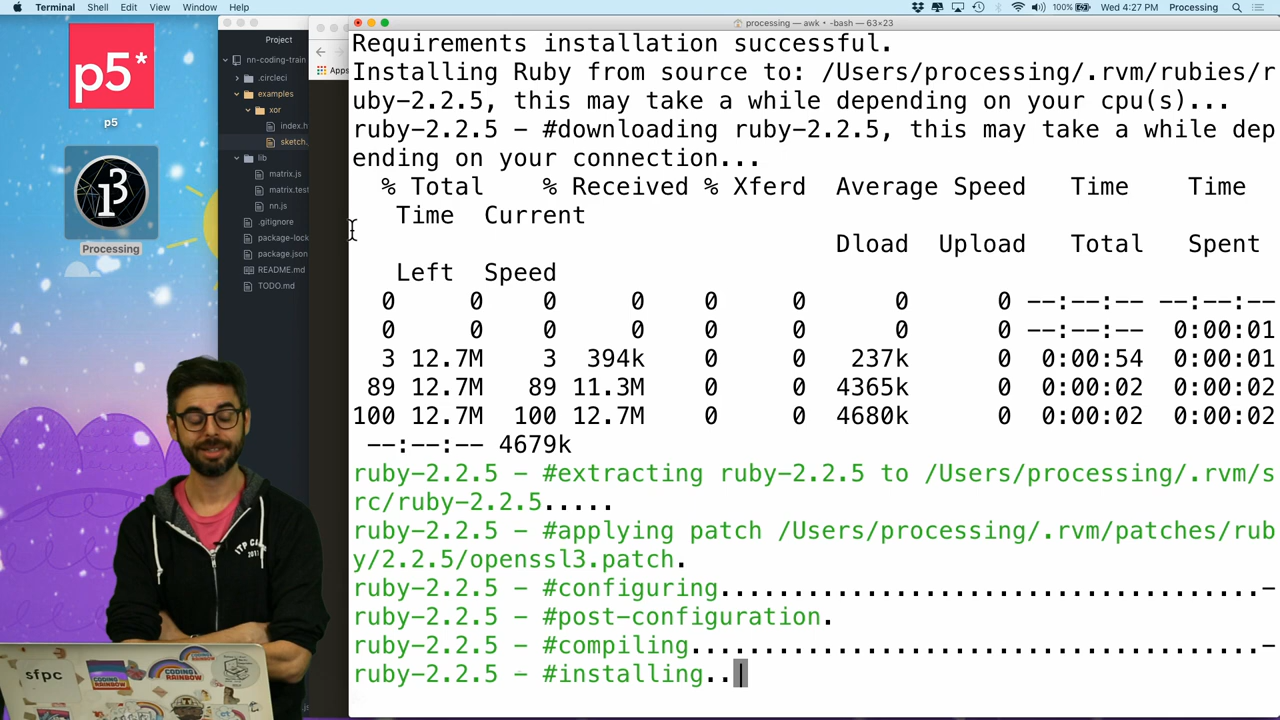 Terminal Shell Edit View Window Help
100%
Wed 4:27 PM Processing
processing — awk • -bash — 63×23
p5*
p5
Processing
Project
nn-coding-train.
.circleci
examples
xor
index.h
sketch.
lib
matrix.js
matrix.test
nn.js
.gitignore
package-lock
package.json
README.md
TODO.md
Apps
Requirements installation successful.
Installing Ruby from source to: /Users/processing/.rvm/rubies/r
uby-2.2.5, this may take a while depending on your cpu(s)...
ruby-2.2.5 - #downloading ruby-2.2.5, this may take a while dep
ending on your connection...
% Total % Received % Xferd Average Speed Time Time
Time Current
Dload Upload Total Spent
Left Speed
0 0 0 0 0 0 0 0 --:--:-- --:--:--
0 0 0 0 0 0 0 0 --:--:-- 0:00:01
3 12.7M 3 394k 0 0 237k 0 0:00:54 0:00:01
89 12.7M 89 11.3M 0 0 4365k 0 0:00:02 0:00:02
100 12.7M 100 12.7M 0 0 4680k 0 0:00:02 0:00:02
--:--:-- 4679k
ruby-2.2.5 - #extracting ruby-2.2.5 to /Users/processing/.rvm/s
rc/ruby-2.2.5.....
ruby-2.2.5 - #applying patch /Users/processing/.rvm/patches/rub
y/2.2.5/openssl3.patch.
ruby-2.2.5 - #configuring.....................................-
ruby-2.2.5 - #post-configuration.
ruby-2.2.5 - #compiling.......................................-
ruby-2.2.5 - #installing..|
ITP CAMP
sfpc
CODING
RAINBOW
CODING
RAINBOW